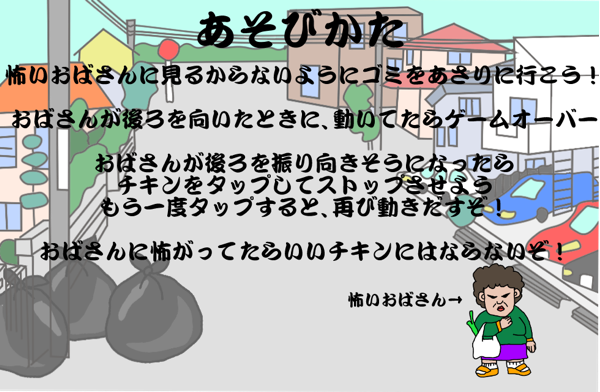 あそびかた
怖いおばさんに見るからないようにゴミをあさりに行こう！
おばさんが後ろを向いたときに、動いてたらゲームオーバー
おばさんが後ろを振り向きそうになったら
チキンをタップしてストップさせよう
もう一度タップすると、再び動きだすぞ！
おばさんに怖がってたらいいチキンにはならないぞ！
怖いおばさん→